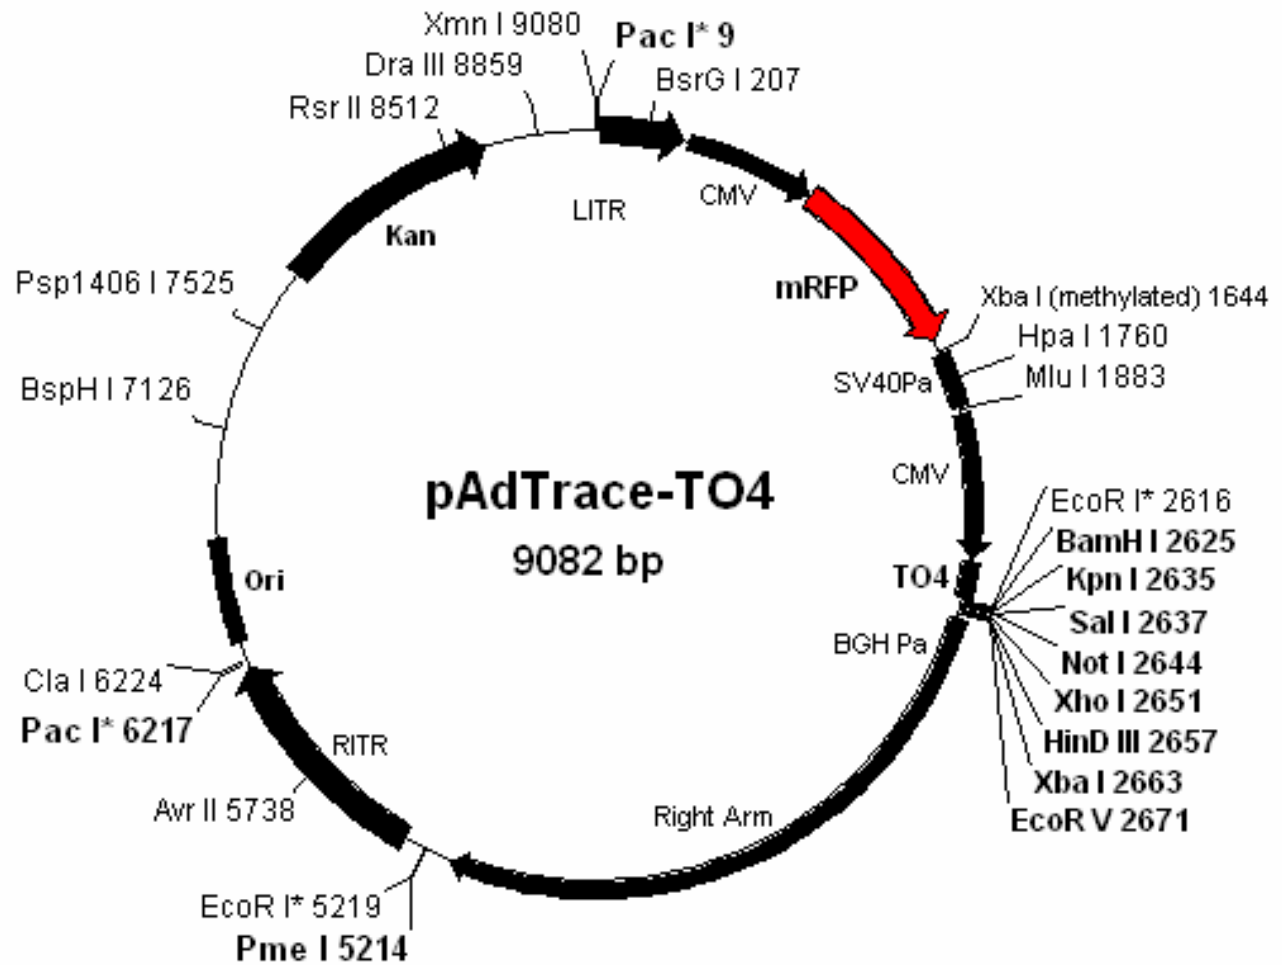 Xmn I 9080
Pac I* 9
Dra III 8859
BsrG I 207
Rsr II 8512
CMV
LITR
Kan
Psp1406 I 7525
mRFP
Xba I (methylated) 1644
Hpa I 1760
BspH I 7126
SV40Pa
Mlu I 1883
pAdTrace-TO4
CMV
EcoR I* 2616
BamH I 2625
9082 bp
Ori
TO4
Kpn I 2635
Sal I 2637
BGH Pa
Not I 2644
Cla I 6224
Xho I 2651
Pac I* 6217
RITR
HinD III 2657
Xba I 2663
Avr II 5738
Right Arm
EcoR V 2671
EcoR I* 5219
Pme I 5214